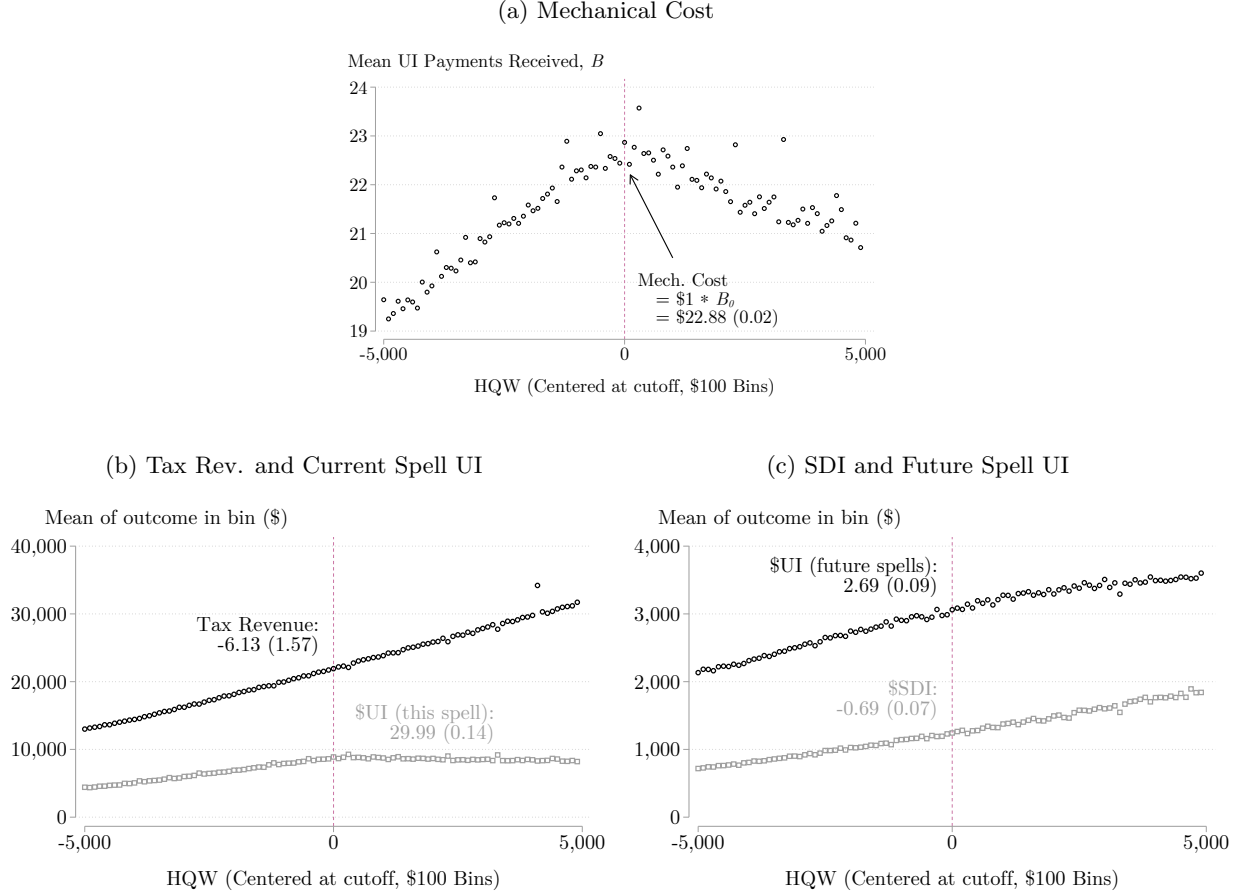 (a) Mechanical Cost
Mean UI Payments Received, B
24
23
22
21
20
19
Mech. Cost
= $1 * B₀
= $22.88 (0.02)
-5,000 0 5,000
HQW (Centered at cutoff, $100 Bins)
(b) Tax Rev. and Current Spell UI
Mean of outcome in bin ($)
40,000
30,000
20,000
10,000
0
Tax Revenue:
-6.13 (1.57)
$UI (this spell):
29.99 (0.14)
-5,000 0 5,000
HQW (Centered at cutoff, $100 Bins)
(c) SDI and Future Spell UI
Mean of outcome in bin ($)
4,000
3,000
2,000
1,000
0
$UI (future spells):
2.69 (0.09)
$SDI:
-0.69 (0.07)
-5,000 0 5,000
HQW (Centered at cutoff, $100 Bins)